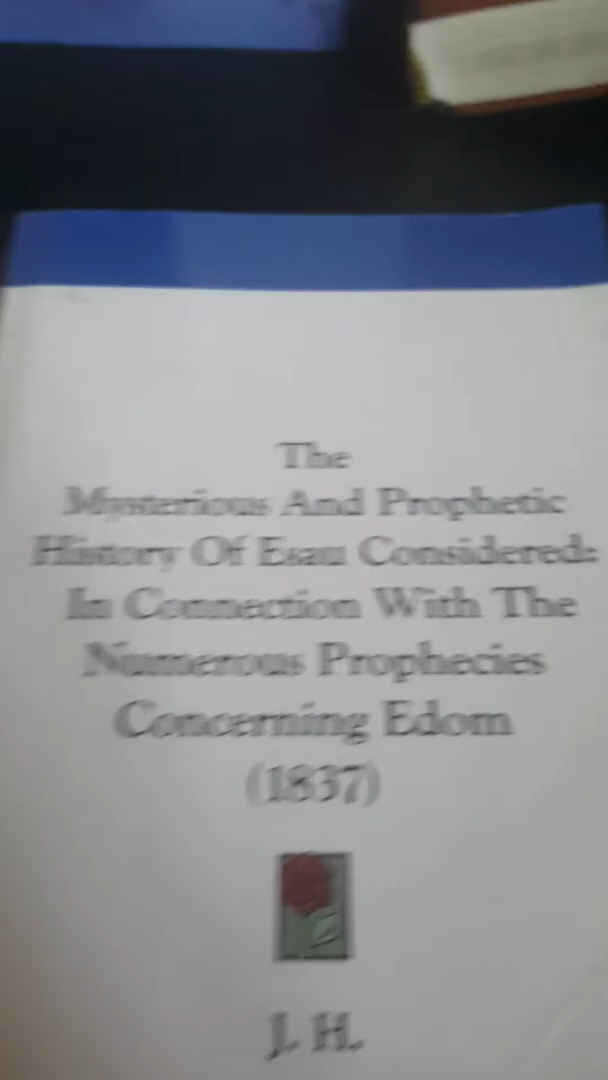 The
Mysterious And Prophetic
History Of Esau Considered:
In Connection With The
Numerous Prophecies
Concerning Edom
(1837)
J. H.